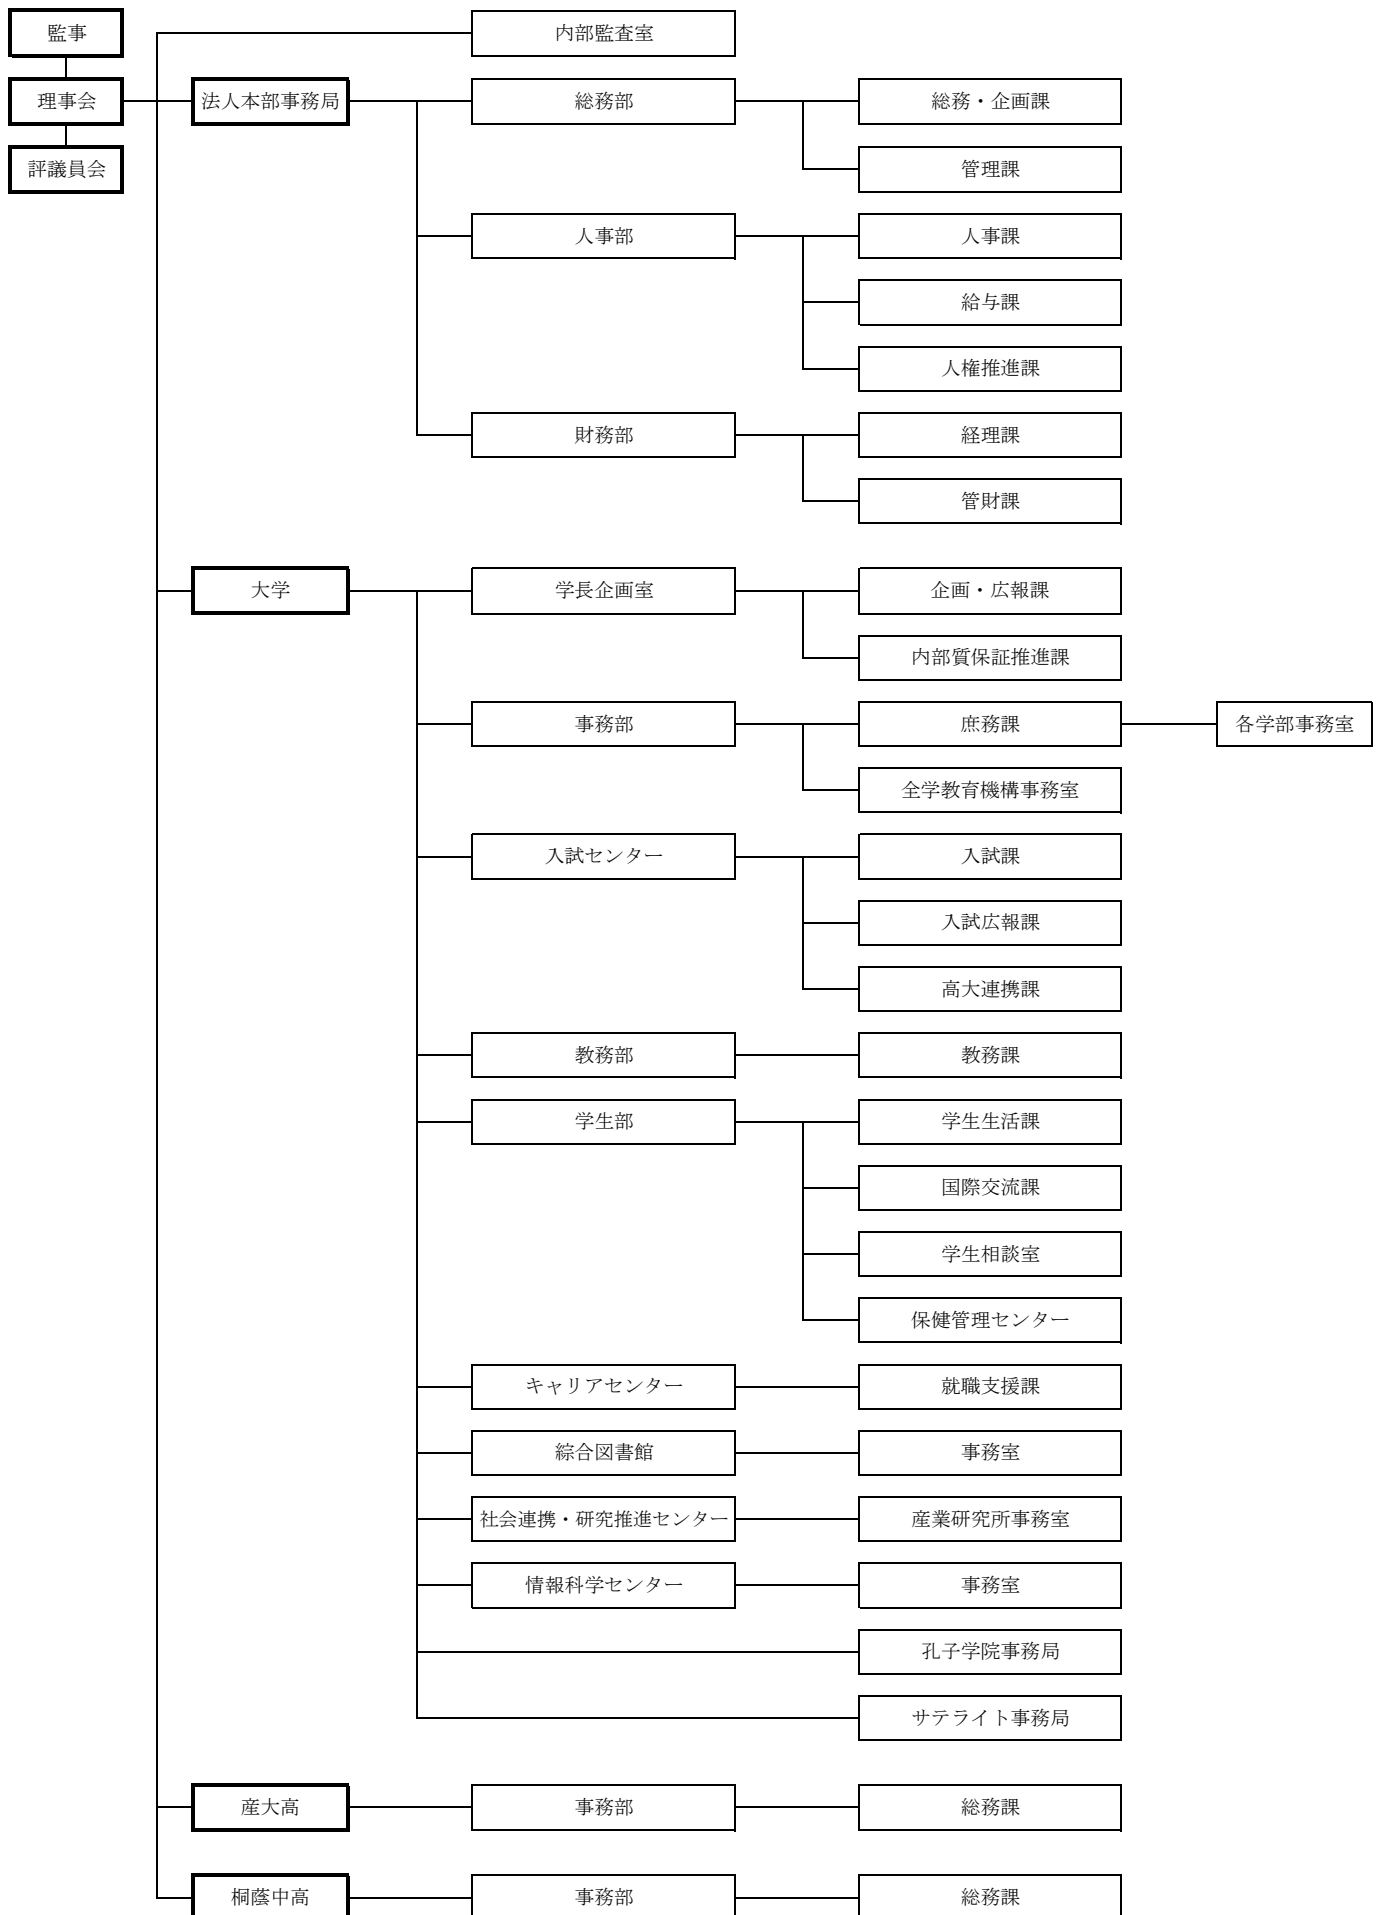 監事
内部監査室
理事会
法人本部事務局
総務部
総務・企画課
評議員会
管理課
人事部
人事課
給与課
人権推進課
財務部
経理課
管財課
大学
学長企画室
企画・広報課
内部質保証推進課
事務部
庶務課
各学部事務室
全学教育機構事務室
入試センター
入試課
入試広報課
高大連携課
教務部
教務課
学生部
学生生活課
国際交流課
学生相談室
保健管理センター
キャリアセンター
就職支援課
綜合図書館
事務室
社会連携・研究推進センター
産業研究所事務室
情報科学センター
事務室
孔子学院事務局
サテライト事務局
産大高
事務部
総務課
桐蔭中高
事務部
総務課